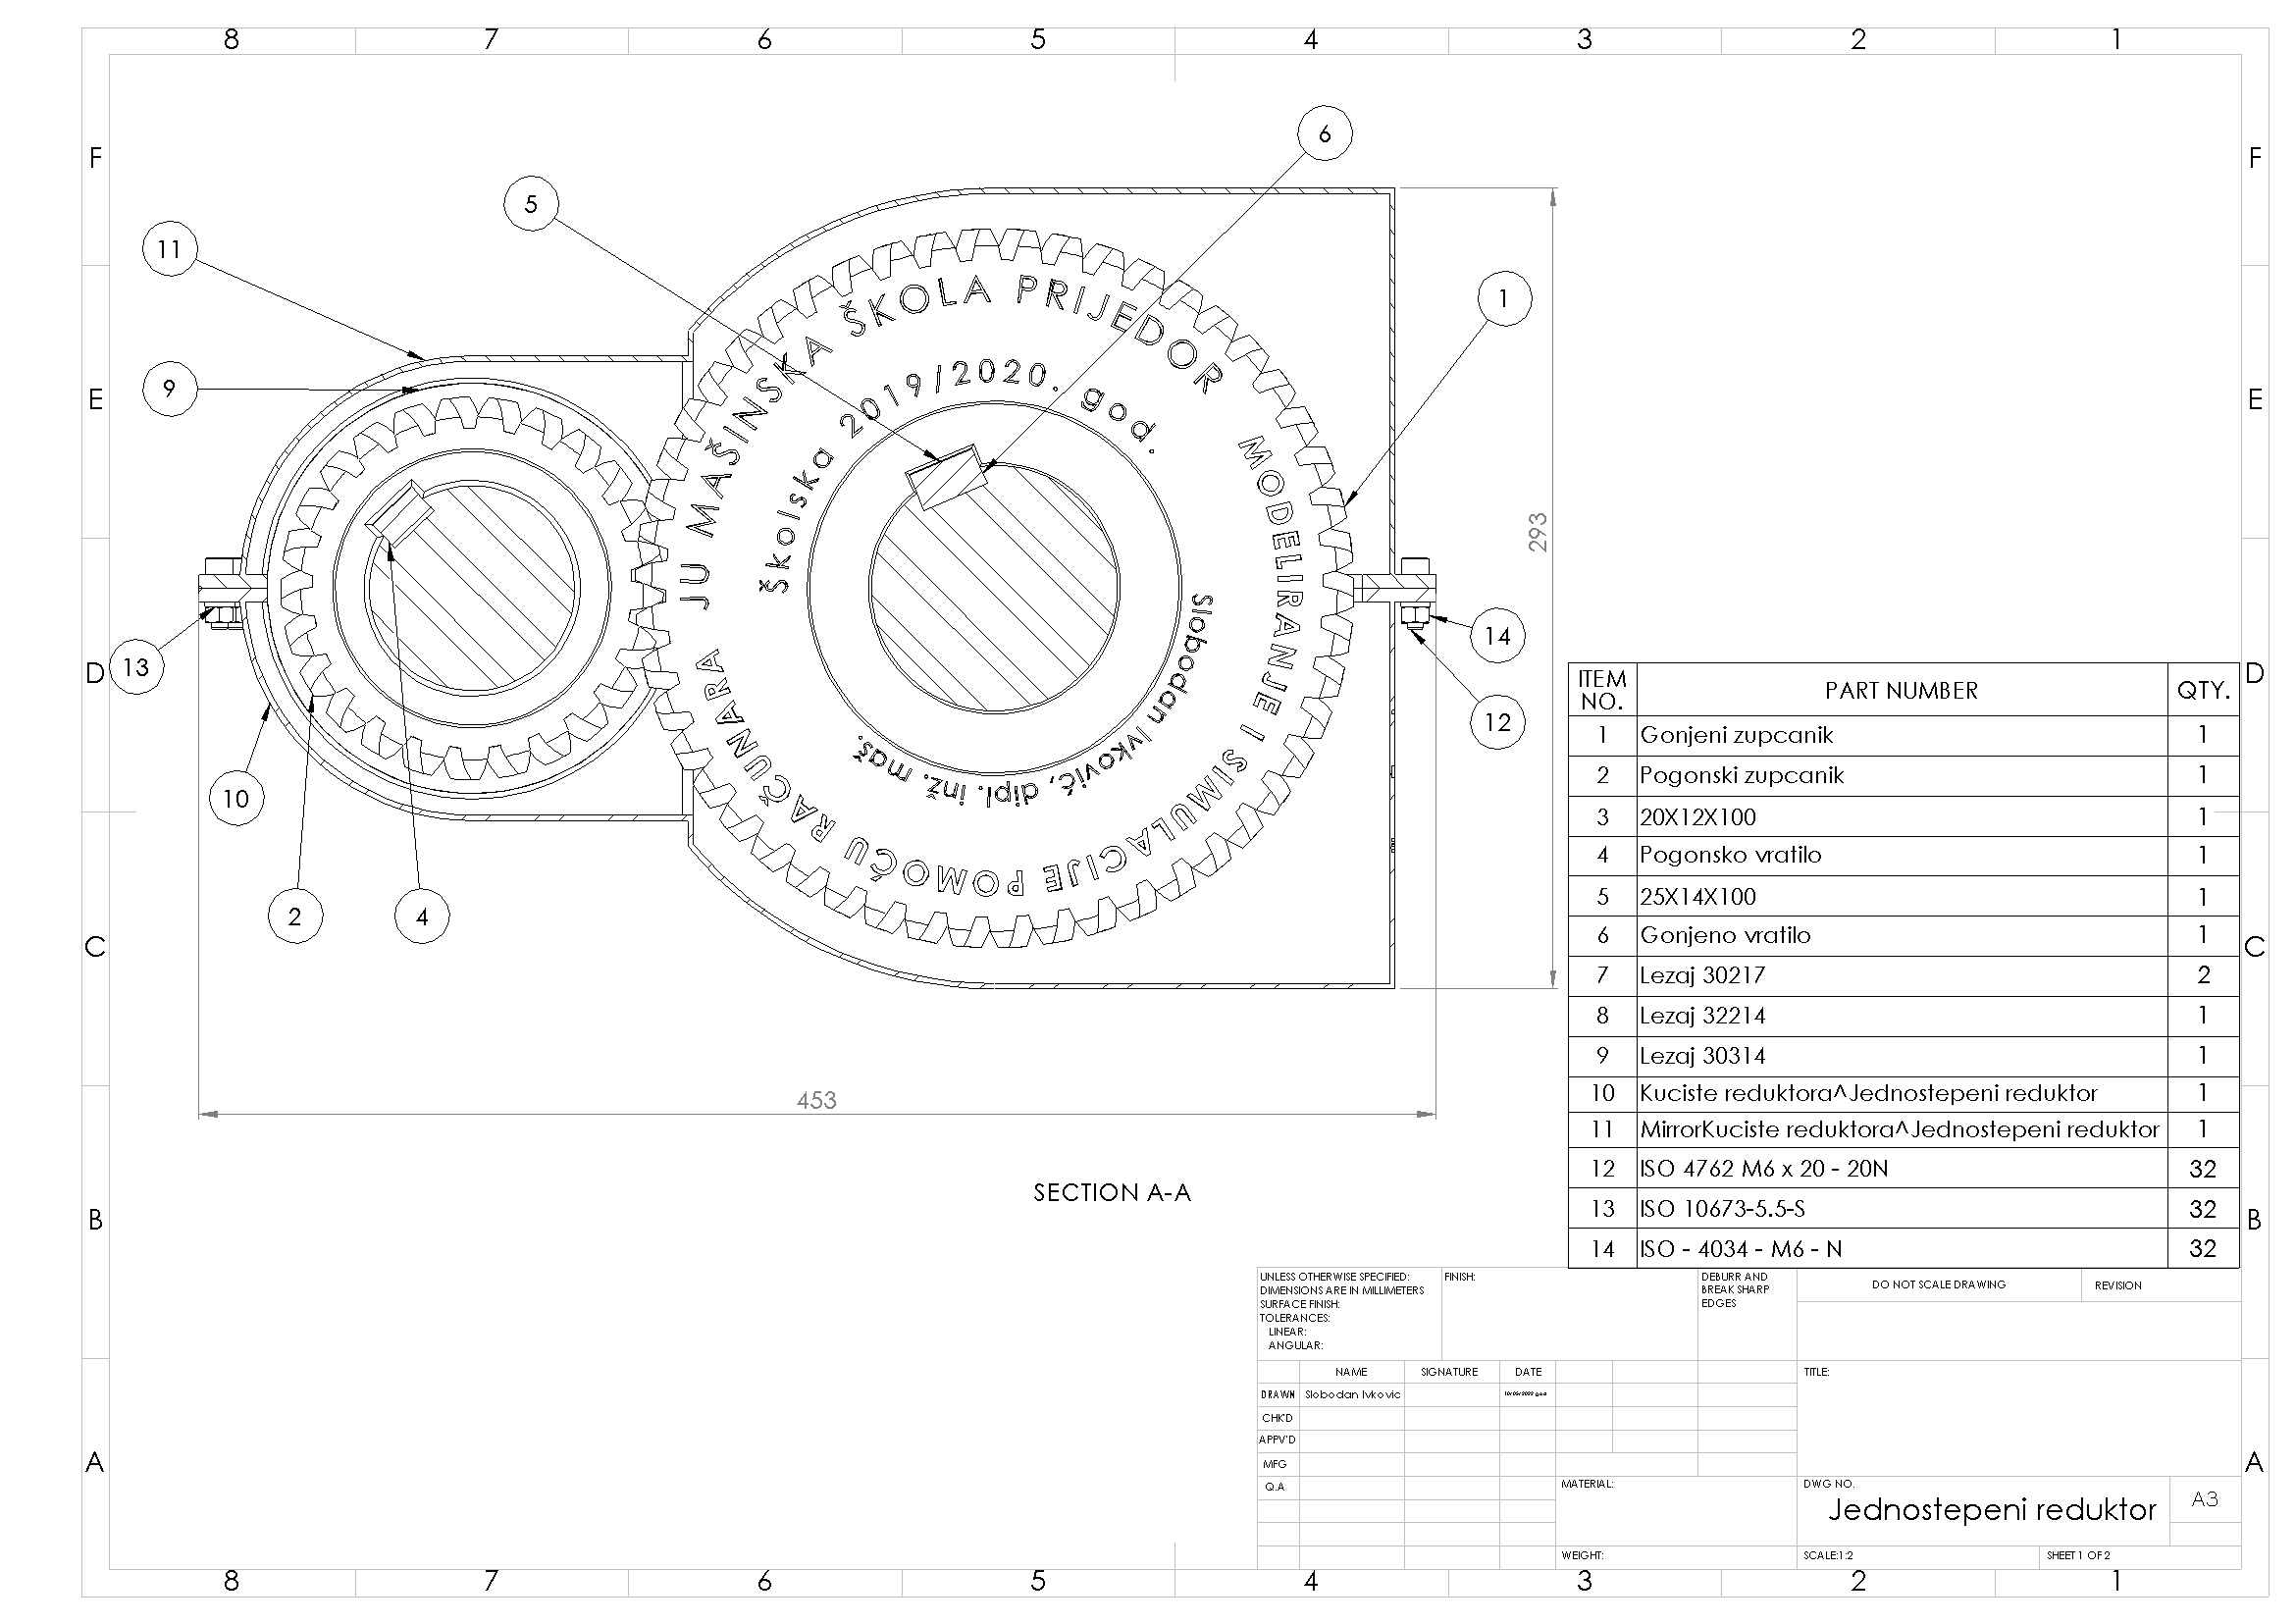 8 7 6 5 4 3 2 1
F F
E E
D D
C C
B B
A A
6
5
11
1
9
13
14
12
10
2
4
JU MAŠINSKA ŠKOLA PRIJEDOR
Školska 2019/2020. god.
MODELIRANJE I SIMULACIJE POMOĆU RAČUNARA
Slobodan Ivković, dipl. inž. maš.
293
453
SECTION A-A
ITEM NO. PART NUMBER QTY.
1 Gonjeni zupcanik 1
2 Pogonski zupcanik 1
3 20X12X100 1
4 Pogonsko vratilo 1
5 25X14X100 1
6 Gonjeno vratilo 1
7 Lezaj 30217 2
8 Lezaj 32214 1
9 Lezaj 30314 1
10 Kuciste reduktora^Jednostepeni reduktor 1
11 MirrorKuciste reduktora^Jednostepeni reduktor 1
12 ISO 4762 M6 x 20 - 20N 32
13 ISO 10673-5.5-S 32
14 ISO - 4034 - M6 - N 32
UNLESS OTHERWISE SPECIFIED:
DIMENSIONS ARE IN MILLIMETERS
SURFACE FINISH:
TOLERANCES:
LINEAR:
ANGULAR:
FINISH:
DEBURR AND
BREAK SHARP
EDGES
DO NOT SCALE DRAWING
REVISION
NAME SIGNATURE DATE
DRAWN Slobodan Ivkovic
CHK'D
APPV'D
MFG
Q.A
TITLE:
MATERIAL:
DWG NO.
Jednostepeni reduktor
A3
WEIGHT:
SCALE:1:2
SHEET 1 OF 2
8 7 6 5 4 3 2 1